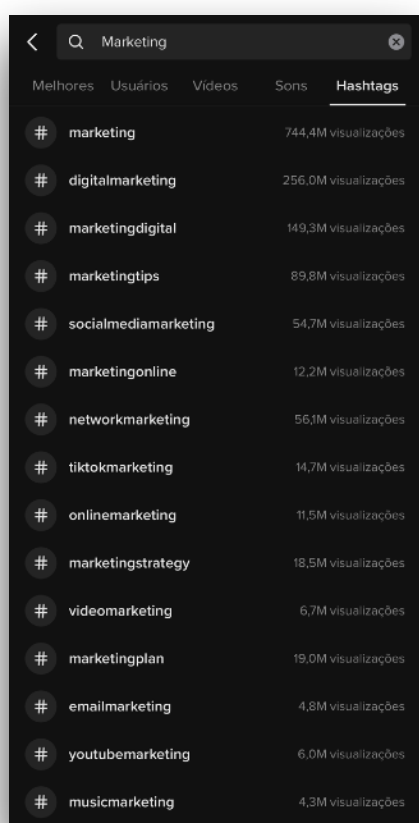 Marketing
Melhores Usuários Vídeos Sons Hashtags
# marketing 744,4M visualizações
# digitalmarketing 256,0M visualizações
# marketingdigital 149,3M visualizações
# marketingtips 89,8M visualizações
# socialmediamarketing 54,7M visualizações
# marketingonline 12,2M visualizações
# networkmarketing 56,1M visualizações
# tiktokmarketing 14,7M visualizações
# onlinemarketing 11,5M visualizações
# marketingstrategy 18,5M visualizações
# videomarketing 6,7M visualizações
# marketingplan 19,0M visualizações
# emailmarketing 4,8M visualizações
# youtubemarketing 6,0M visualizações
# musicmarketing 4,3M visualizações